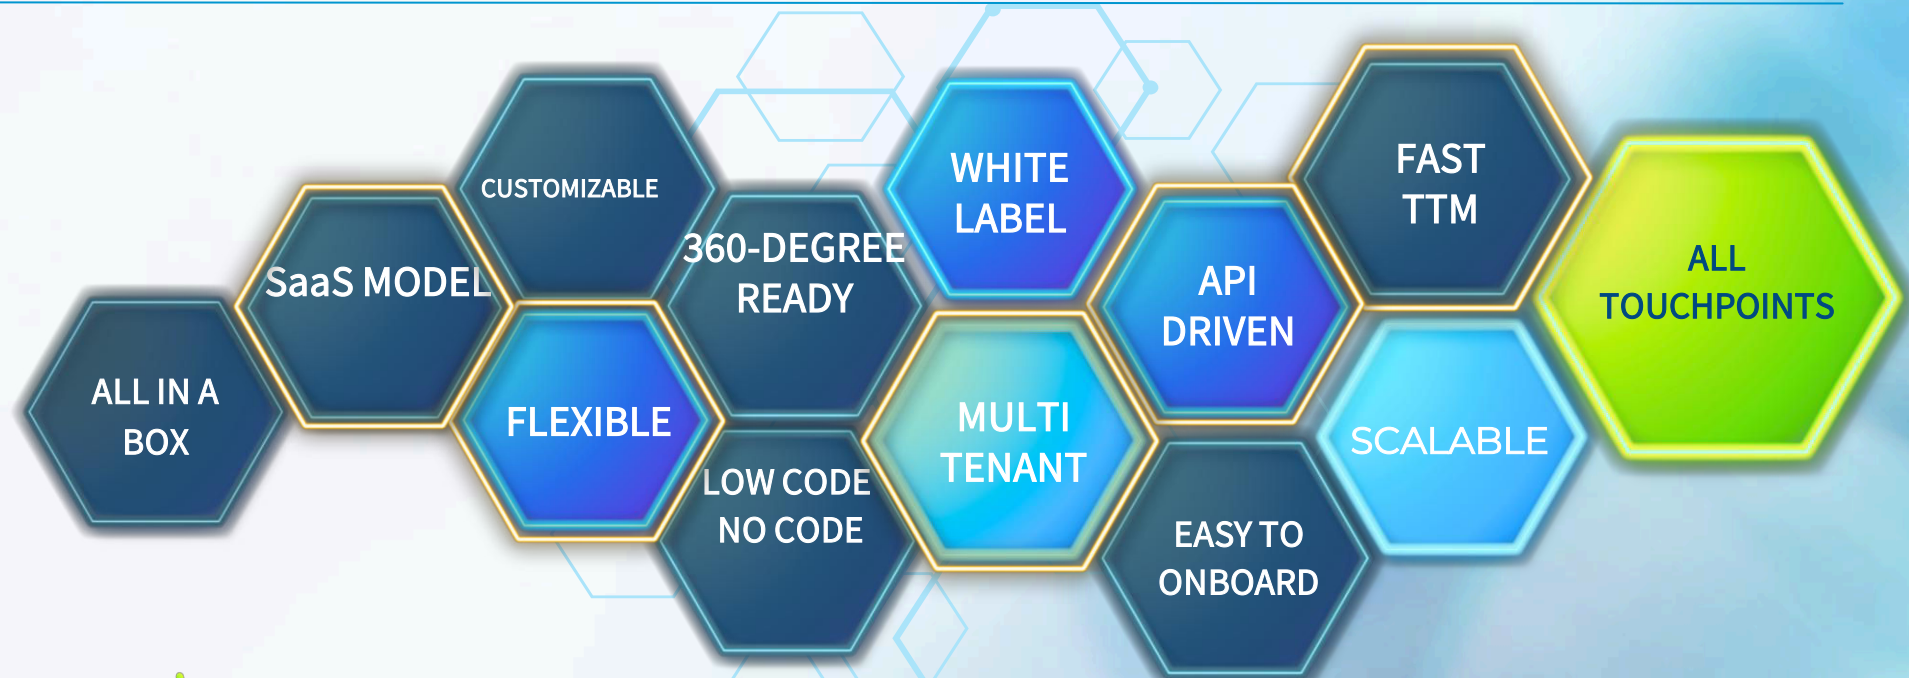 ALL IN A
BOX
SaaS MODEL
CUSTOMIZABLE
FLEXIBLE
360-DEGREE
READY
LOW CODE
NO CODE
WHITE
LABEL
MULTI
TENANT
API
DRIVEN
EASY TO
ONBOARD
FAST
TTM
SCALABLE
ALL
TOUCHPOINTS